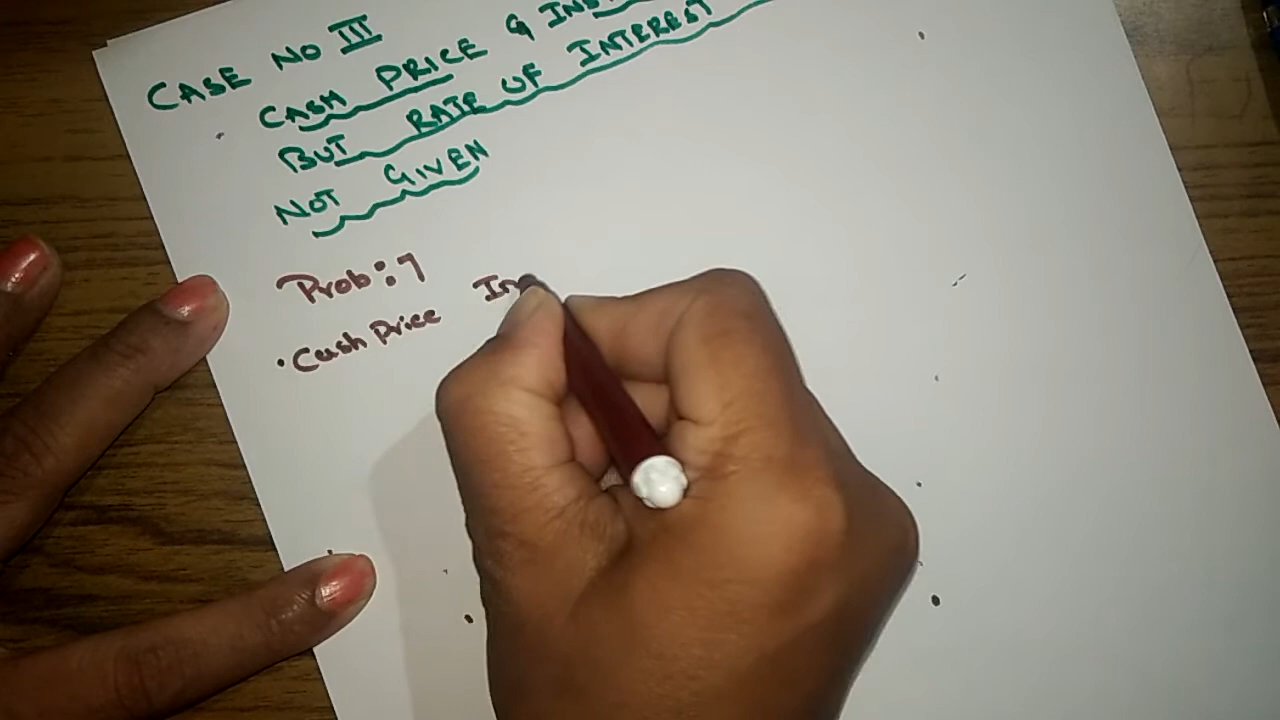 CASE NO III
CASH PRICE &
BUT RATE OF INTEREST
NOT GIVEN
Prob: 7
• Cash Price